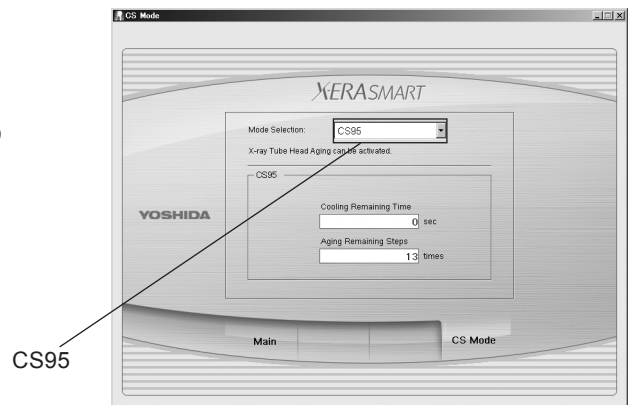 CS Mode
XERASMART
Mode Selection:
CS95
X-ray Tube Head Aging can be activated.
CS95
Cooling Remaining Time
0 sec
YOSHIDA
Aging Remaining Steps
13 times
Main
CS Mode
CS95